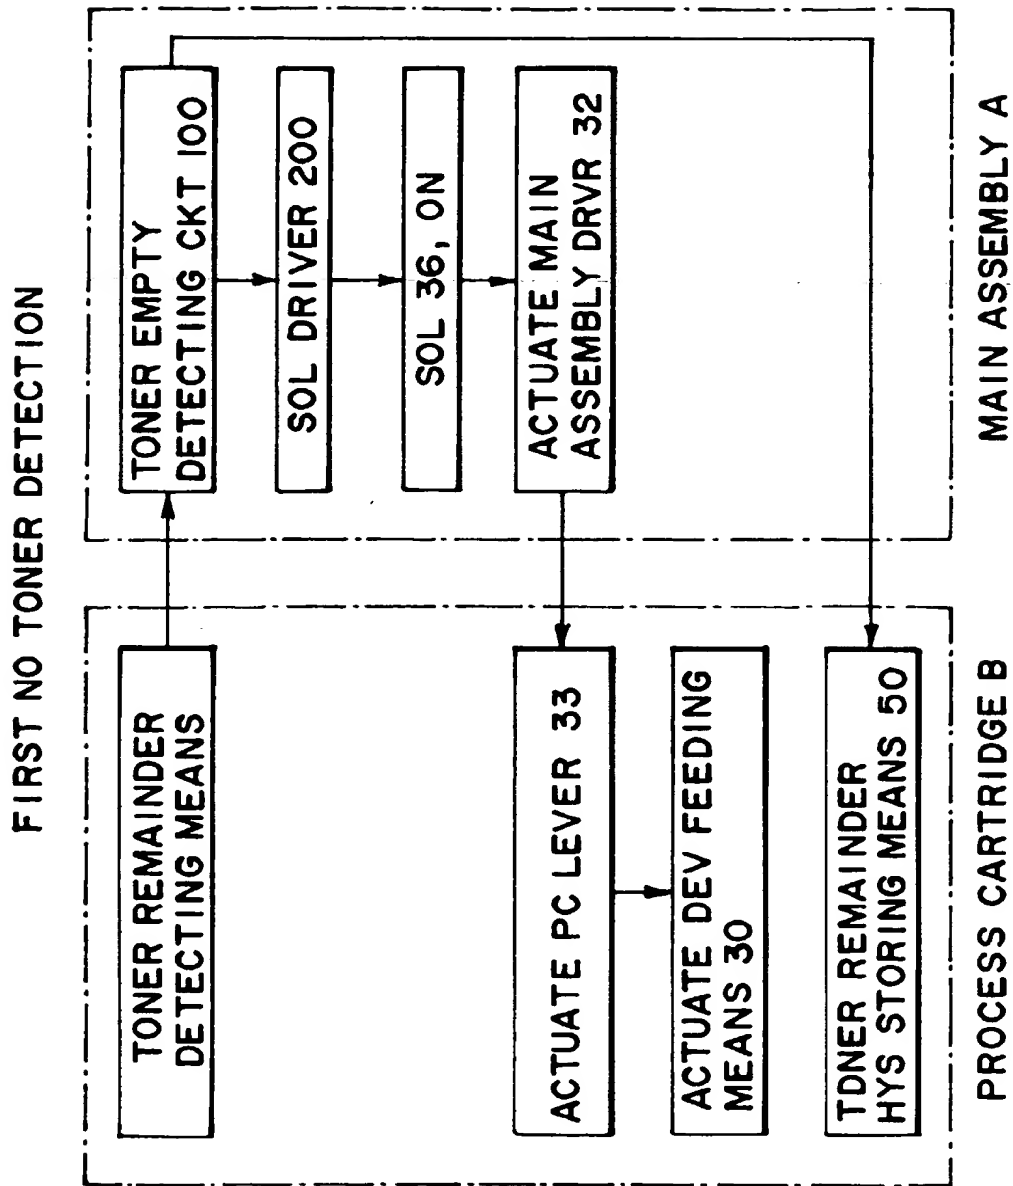 FIRST NO TONER DETECTION
TONER REMAINDER
DETECTING MEANS
TONER EMPTY
DETECTING CKT 100
SOL DRIVER 200
SOL 36, ON
ACTUATE MAIN
ASSEMBLY DRVR 32
ACTUATE PC LEVER 33
ACTUATE DEV FEEDING
MEANS 30
TDNER REMAINDER
HYS STORING MEANS 50
PROCESS CARTRIDGE B
MAIN ASSEMBLY A